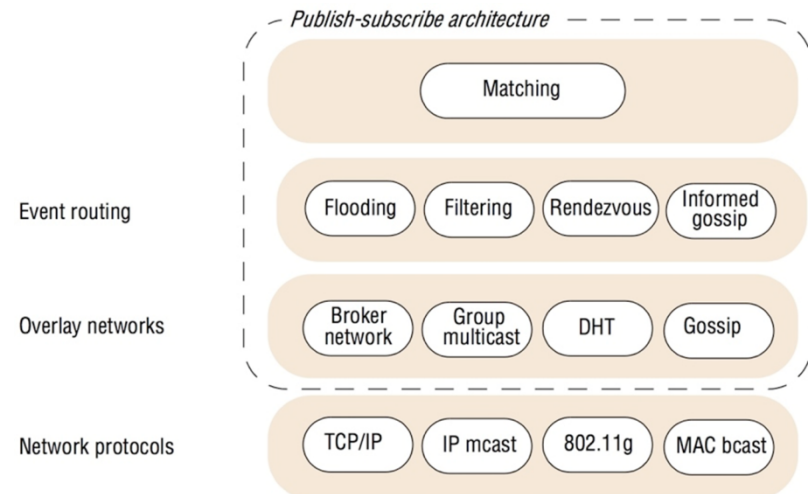 Publish-subscribe architecture
Matching
Event routing
Flooding
Filtering
Rendezvous
Informed
gossip
Overlay networks
Broker
network
Group
multicast
DHT
Gossip
Network protocols
TCP/IP
IP mcast
802.11g
MAC bcast